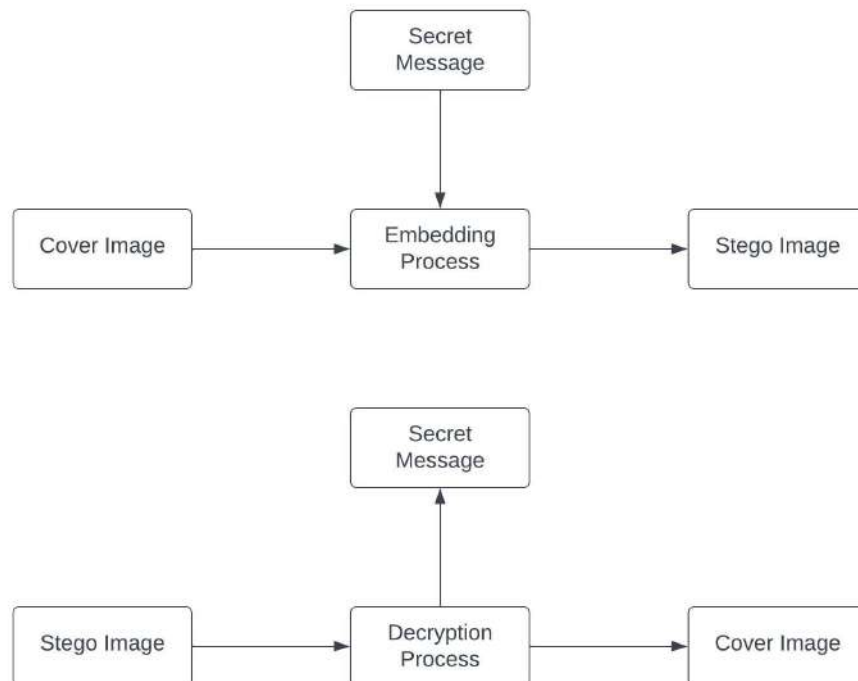 Secret
Message
Cover Image
Embedding
Process
Stego Image
Secret
Message
Stego Image
Decryption
Process
Cover Image